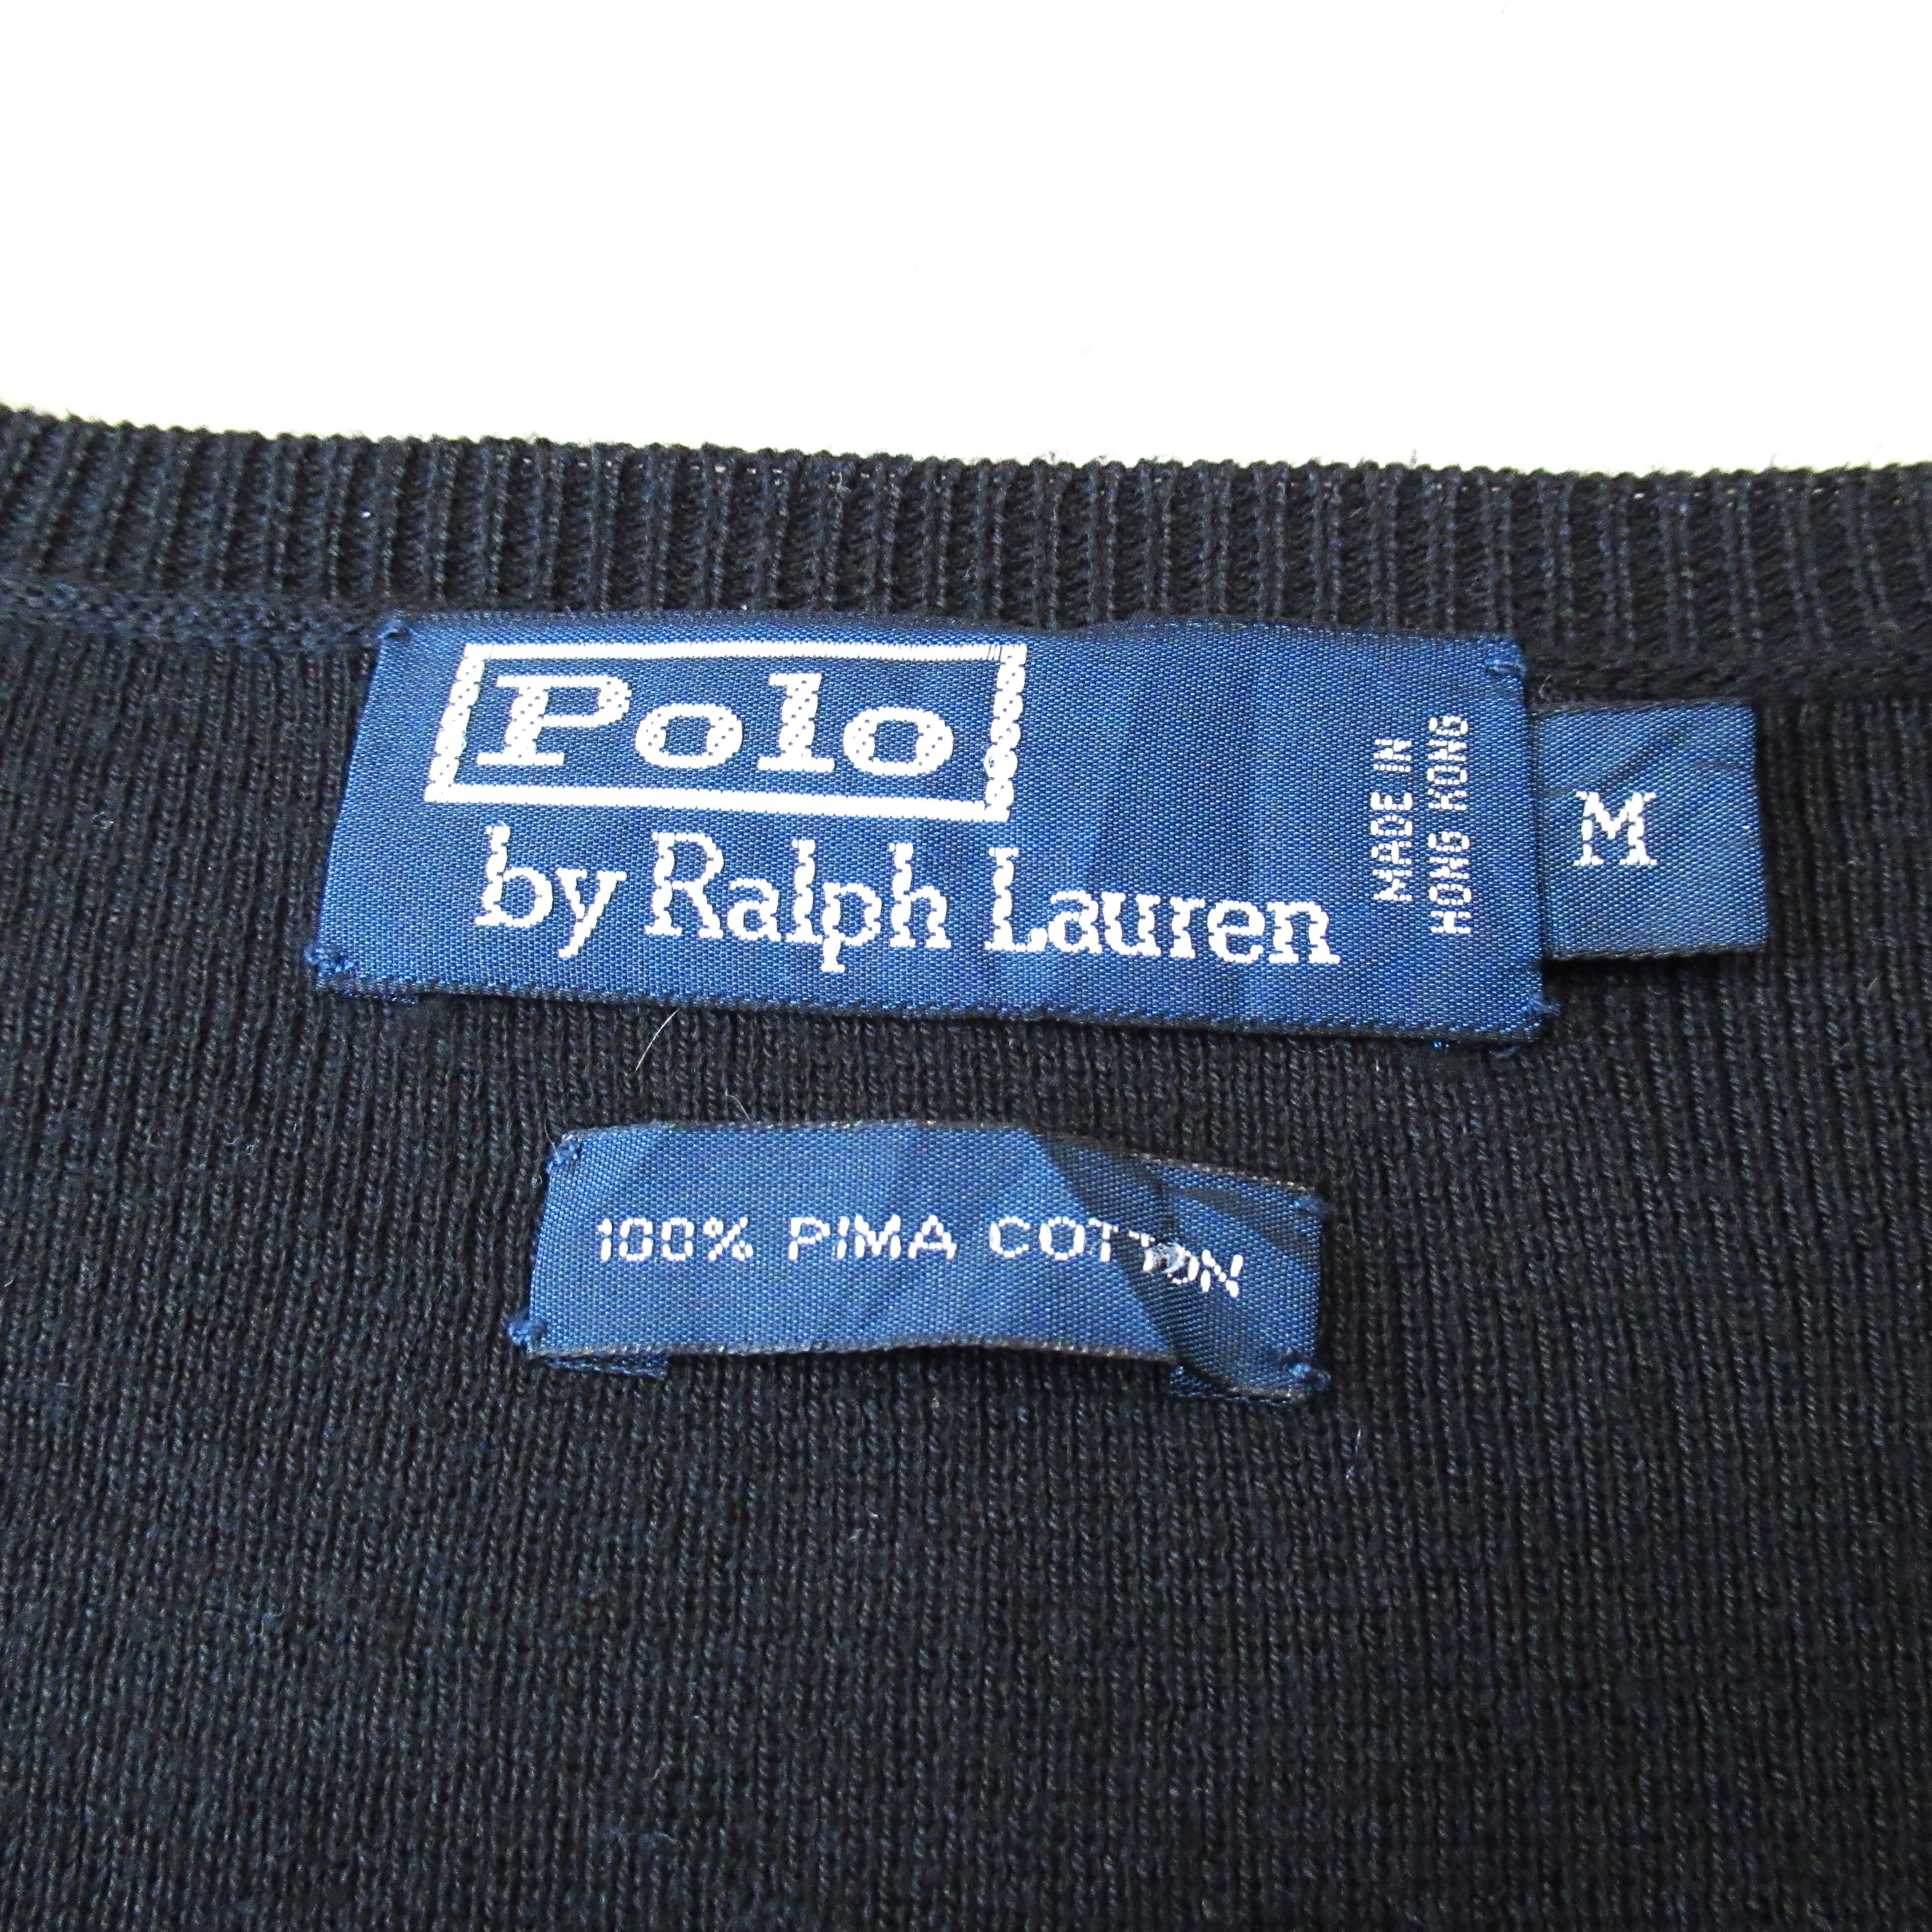 Polo
by Ralph Lauren
MADE IN
HONG KONG
M
100% PIMA COTTON